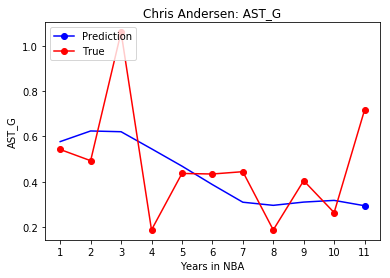 Chris Andersen: AST_G
Prediction
True
1.0
0.8
0.6
0.4
0.2
AST_G
1 2 3 4 5 6 7 8 9 10 11
Years in NBA